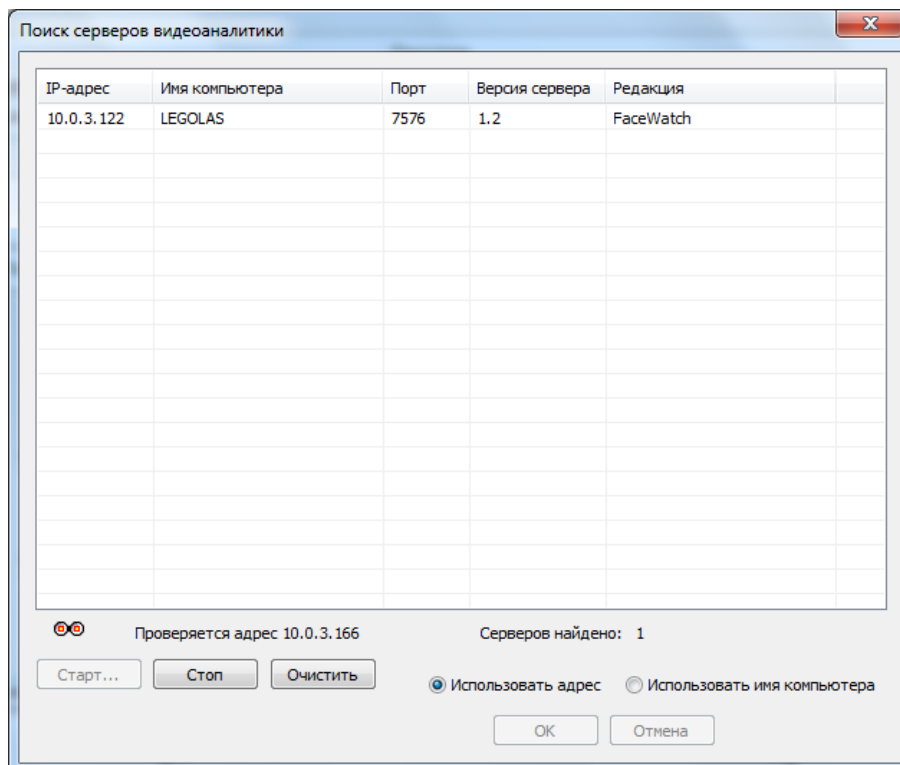 Поиск серверов видеоаналитики
IP-адрес Имя компьютера Порт Версия сервера Редакция
10.0.3.122 LEGOLAS 7576 1.2 FaceWatch
Проверяется адрес 10.0.3.166 Серверов найдено: 1
Старт... Стоп Очистить
Использовать адрес Использовать имя компьютера
OK Отмена